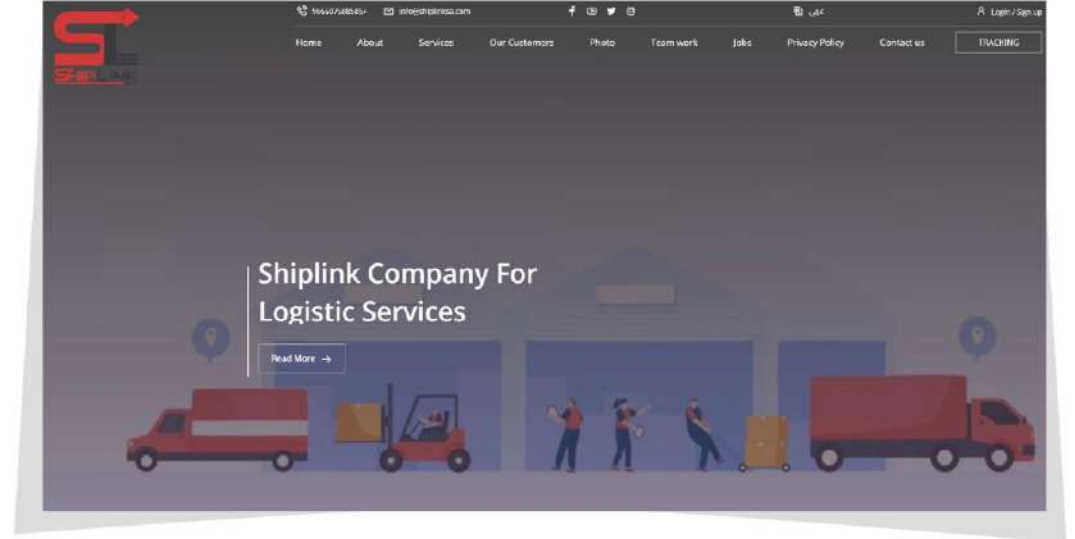 info@shiplinksa.com
عربى
Login / Sign up
SHIPLINK
Home About Services Our Customers Photo Team work Jobs Privacy Policy Contact us TRACKING
Shiplink Company For
Logistic Services
Read More →